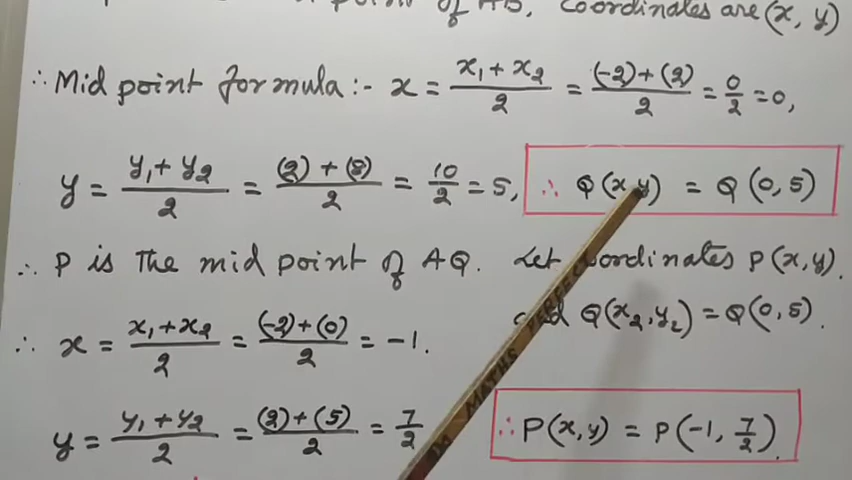 point of AB. Coordinates are (x, y)
∴ Mid point formula:- x = (x₁ + x₂)/2 = ((-2)+(2))/2 = 0/2 = 0,
y = (y₁ + y₂)/2 = ((2) + (8))/2 = 10/2 = 5, ∴ Q(x, y) = Q(0, 5)
∴ P is the mid point of AQ. Let coordinates P(x, y).
∴ x = (x₁ + x₂)/2 = ((-2)+(0))/2 = -1. Q(x₂, y₂) = Q(0, 5).
y = (y₁ + y₂)/2 = ((2) + (5))/2 = 7/2 ∴ P(x, y) = P(-1, 7/2).
MATHS PERFEC